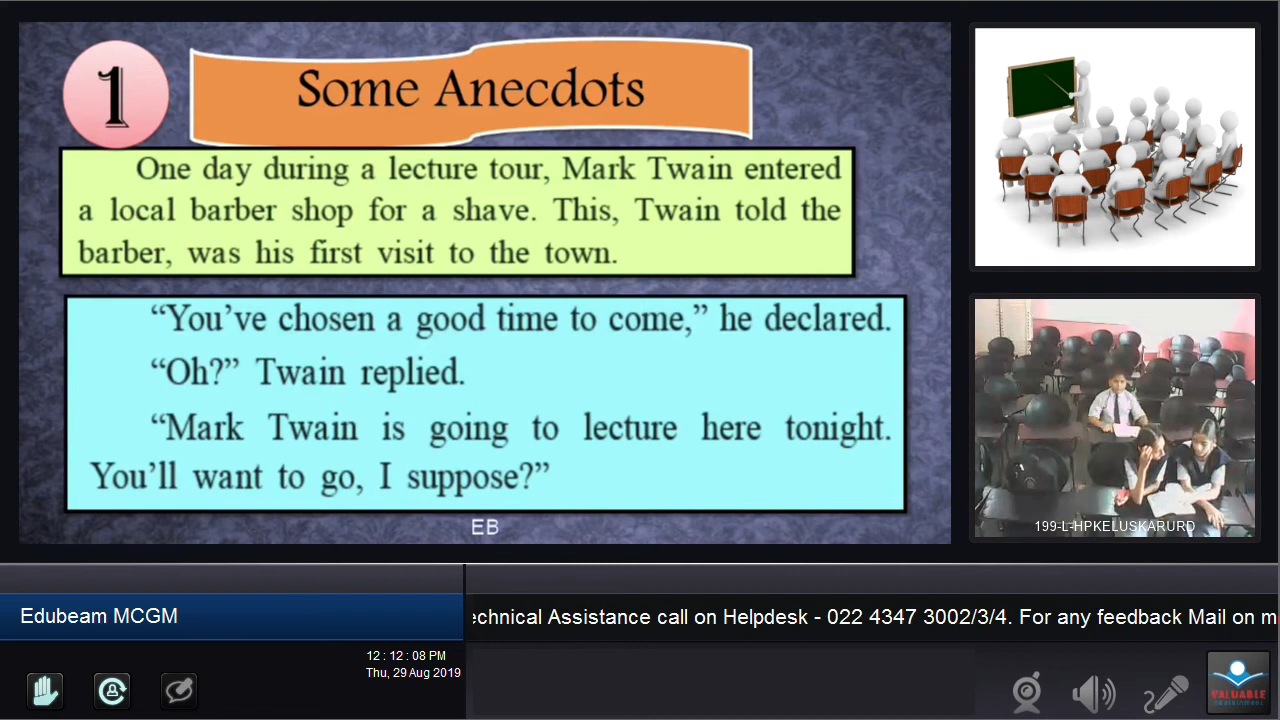 1
Some Anecdots
One day during a lecture tour, Mark Twain entered
a local barber shop for a shave. This, Twain told the
barber, was his first visit to the town.
“You’ve chosen a good time to come,” he declared.
“Oh?” Twain replied.
“Mark Twain is going to lecture here tonight.
You’ll want to go, I suppose?”
EB
199-L-HPKELUSKARURD
Edubeam MCGM
echnical Assistance call on Helpdesk - 022 4347 3002/3/4. For any feedback Mail on m
12 : 12 : 08 PM
Thu, 29 Aug 2019
VALUABLE